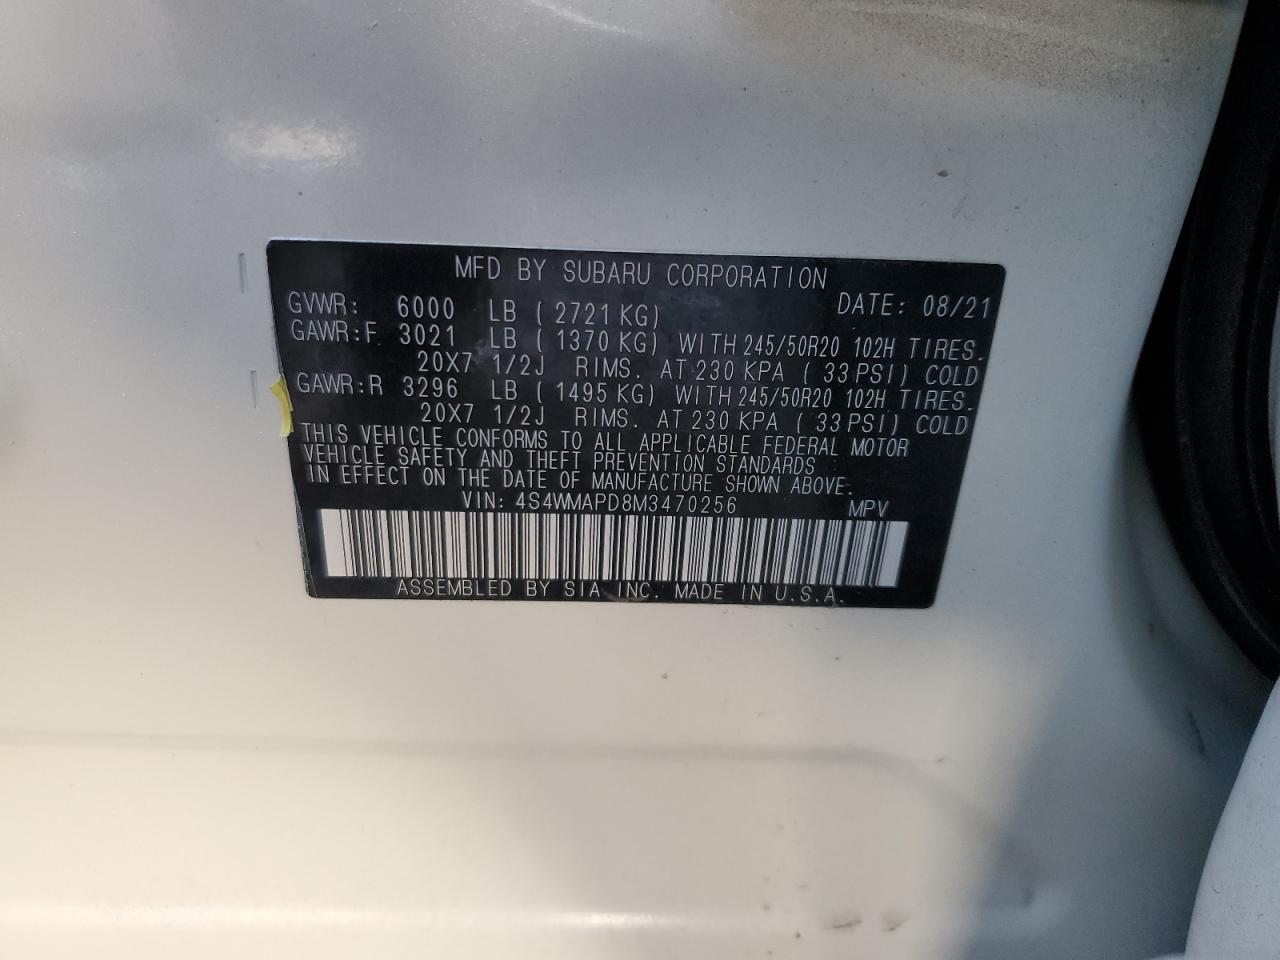 MFD BY SUBARU CORPORATION
GVWR: 6000 LB ( 2721 KG) DATE: 08/21
GAWR:F 3021 LB ( 1370 KG) WITH 245/50R20 102H TIRES.
20X7 1/2J RIMS. AT 230 KPA ( 33 PSI) COLD
GAWR:R 3296 LB ( 1495 KG) WITH 245/50R20 102H TIRES.
20X7 1/2J RIMS. AT 230 KPA ( 33 PSI) COLD
THIS VEHICLE CONFORMS TO ALL APPLICABLE FEDERAL MOTOR
VEHICLE SAFETY AND THEFT PREVENTION STANDARDS
IN EFFECT ON THE DATE OF MANUFACTURE SHOWN ABOVE.
VIN: 4S4WMAPD8M3470256 MPV
ASSEMBLED BY SIA INC. MADE IN U.S.A.